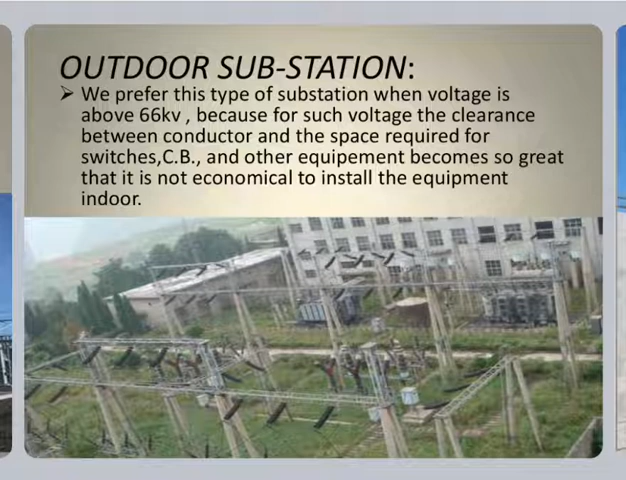 OUTDOOR SUB-STATION:
➤ We prefer this type of substation when voltage is
above 66kv , because for such voltage the clearance
between conductor and the space required for
switches,C.B., and other equipement becomes so great
that it is not economical to install the equipment
indoor.